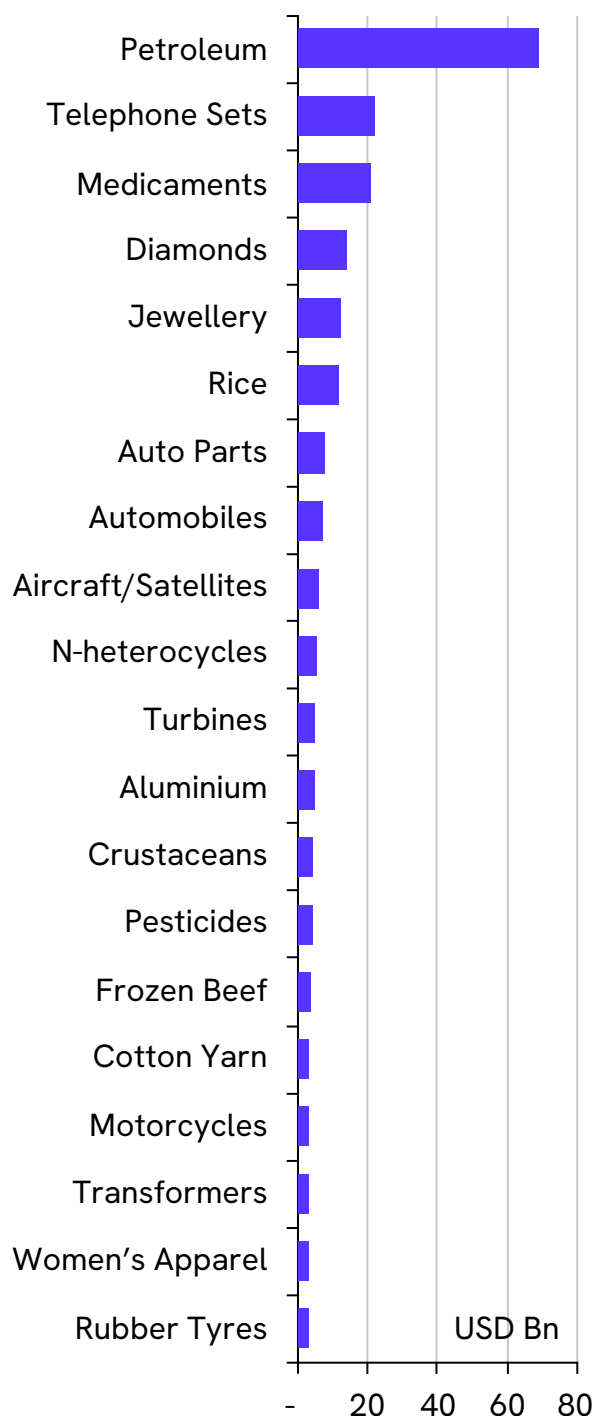 Petroleum
Telephone Sets
Medicaments
Diamonds
Jewellery
Rice
Auto Parts
Automobiles
Aircraft/Satellites
N-heterocycles
Turbines
Aluminium
Crustaceans
Pesticides
Frozen Beef
Cotton Yarn
Motorcycles
Transformers
Women’s Apparel
Rubber Tyres
USD Bn
- 20 40 60 80